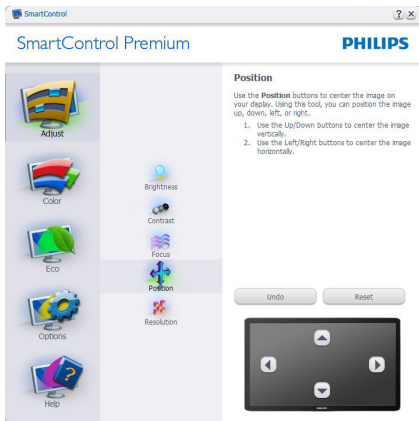 SmartControl
SmartControl Premium
PHILIPS
Adjust
Color
Eco
Options
Help
Brightness
Contrast
Focus
Position
Resolution
Position
Use the Position buttons to center the image on
your display. Using this tool, you can position the image
up, down, left, or right.
1. Use the Up/Down buttons to center the image
vertically.
2. Use the Left/Right buttons to center the image
horizontally.
Undo
Reset
PHILIPS